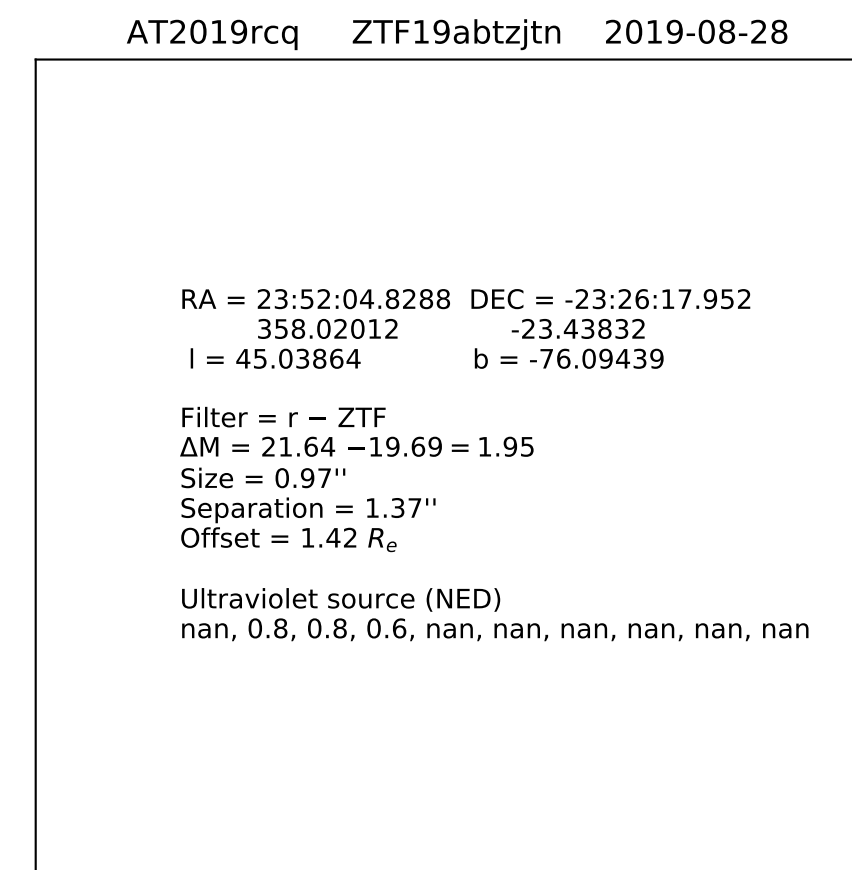 AT2019rcq ZTF19abtzjtn 2019-08-28
RA = 23:52:04.8288 DEC = -23:26:17.952
358.02012 -23.43832
l = 45.03864 b = -76.09439
Filter = r − ZTF
ΔM = 21.64 −19.69 = 1.95
Size = 0.97''
Separation = 1.37''
Offset = 1.42 Rₑ
Ultraviolet source (NED)
nan, 0.8, 0.8, 0.6, nan, nan, nan, nan, nan, nan